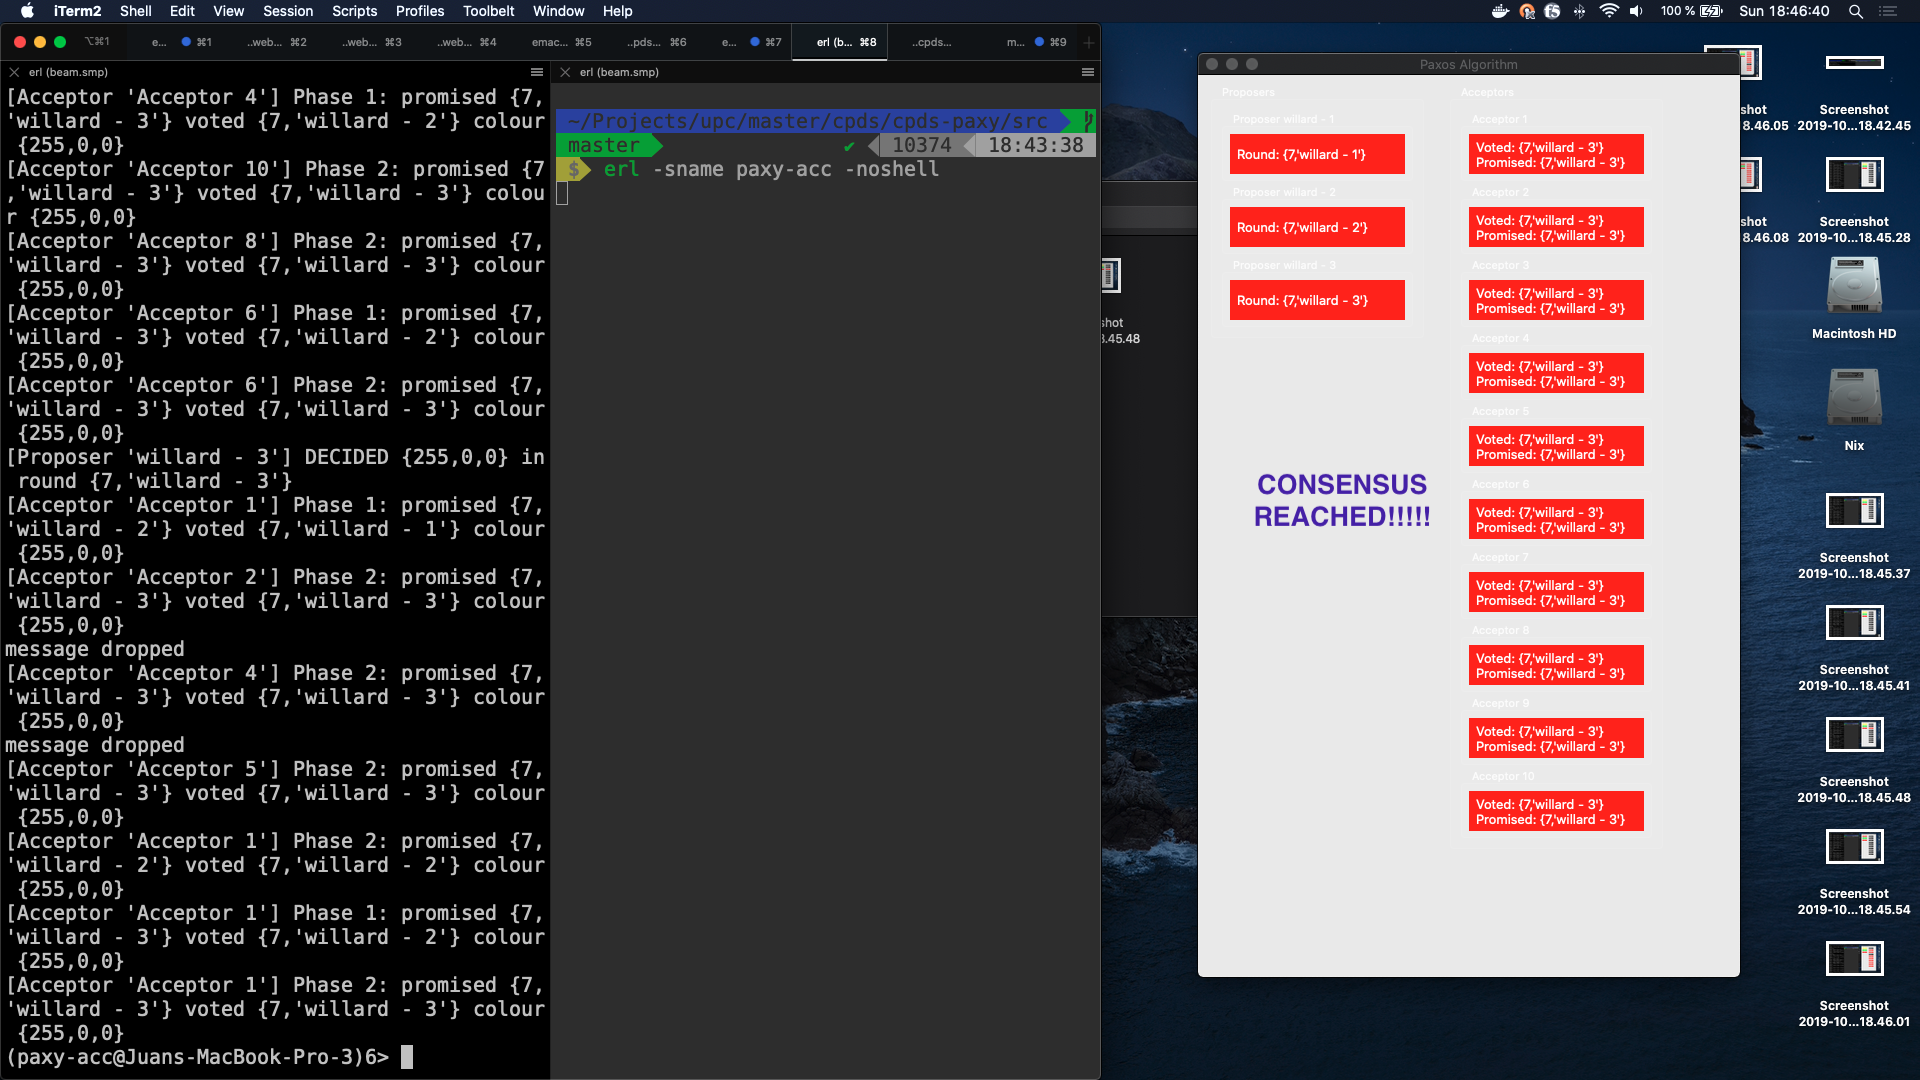 iTerm2 Shell Edit View Session Scripts Profiles Toolbelt Window Help
100 % Sun 18:46:40
⌥⌘1 e... ⌘1 ..web... ⌘2 ..web... ⌘3 ..web... ⌘4 emac... ⌘5 ..pds... ⌘6 e... ⌘7 erl (b... ⌘8 ..cpds... m... ⌘9
erl (beam.smp)
[Acceptor 'Acceptor 4'] Phase 1: promised {7,
'willard - 3'} voted {7,'willard - 2'} colour
 {255,0,0}
[Acceptor 'Acceptor 10'] Phase 2: promised {7
,'willard - 3'} voted {7,'willard - 3'} colou
r {255,0,0}
[Acceptor 'Acceptor 8'] Phase 2: promised {7,
'willard - 3'} voted {7,'willard - 3'} colour
 {255,0,0}
[Acceptor 'Acceptor 6'] Phase 1: promised {7,
'willard - 3'} voted {7,'willard - 2'} colour
 {255,0,0}
[Acceptor 'Acceptor 6'] Phase 2: promised {7,
'willard - 3'} voted {7,'willard - 3'} colour
 {255,0,0}
[Proposer 'willard - 3'] DECIDED {255,0,0} in
 round {7,'willard - 3'}
[Acceptor 'Acceptor 1'] Phase 1: promised {7,
'willard - 2'} voted {7,'willard - 1'} colour
 {255,0,0}
[Acceptor 'Acceptor 2'] Phase 2: promised {7,
'willard - 3'} voted {7,'willard - 3'} colour
 {255,0,0}
message dropped
[Acceptor 'Acceptor 4'] Phase 2: promised {7,
'willard - 3'} voted {7,'willard - 3'} colour
 {255,0,0}
message dropped
[Acceptor 'Acceptor 5'] Phase 2: promised {7,
'willard - 3'} voted {7,'willard - 3'} colour
 {255,0,0}
[Acceptor 'Acceptor 1'] Phase 2: promised {7,
'willard - 2'} voted {7,'willard - 2'} colour
 {255,0,0}
[Acceptor 'Acceptor 1'] Phase 1: promised {7,
'willard - 3'} voted {7,'willard - 2'} colour
 {255,0,0}
[Acceptor 'Acceptor 1'] Phase 2: promised {7,
'willard - 3'} voted {7,'willard - 3'} colour
 {255,0,0}
(paxy-acc@Juans-MacBook-Pro-3)6>
erl (beam.smp)
~/Projects/upc/master/cpds/cpds-paxy/src
master ✔ 10374 18:43:38
$ erl -sname paxy-acc -noshell
shot
8.45.48
Paxos Algorithm
Proposers
Proposer willard - 1
Round: {7,'willard - 1'}
Proposer willard - 2
Round: {7,'willard - 2'}
Proposer willard - 3
Round: {7,'willard - 3'}
CONSENSUS
REACHED!!!!!
Acceptors
Acceptor 1
Voted: {7,'willard - 3'}
Promised: {7,'willard - 3'}
Acceptor 2
Voted: {7,'willard - 3'}
Promised: {7,'willard - 3'}
Acceptor 3
Voted: {7,'willard - 3'}
Promised: {7,'willard - 3'}
Acceptor 4
Voted: {7,'willard - 3'}
Promised: {7,'willard - 3'}
Acceptor 5
Voted: {7,'willard - 3'}
Promised: {7,'willard - 3'}
Acceptor 6
Voted: {7,'willard - 3'}
Promised: {7,'willard - 3'}
Acceptor 7
Voted: {7,'willard - 3'}
Promised: {7,'willard - 3'}
Acceptor 8
Voted: {7,'willard - 3'}
Promised: {7,'willard - 3'}
Acceptor 9
Voted: {7,'willard - 3'}
Promised: {7,'willard - 3'}
Acceptor 10
Voted: {7,'willard - 3'}
Promised: {7,'willard - 3'}
shot
8.46.05
shot
8.46.08
Screenshot
2019-10...18.42.45
Screenshot
2019-10...18.45.28
Macintosh HD
Nix
Screenshot
2019-10...18.45.37
Screenshot
2019-10...18.45.41
Screenshot
2019-10...18.45.48
Screenshot
2019-10...18.45.54
Screenshot
2019-10...18.46.01